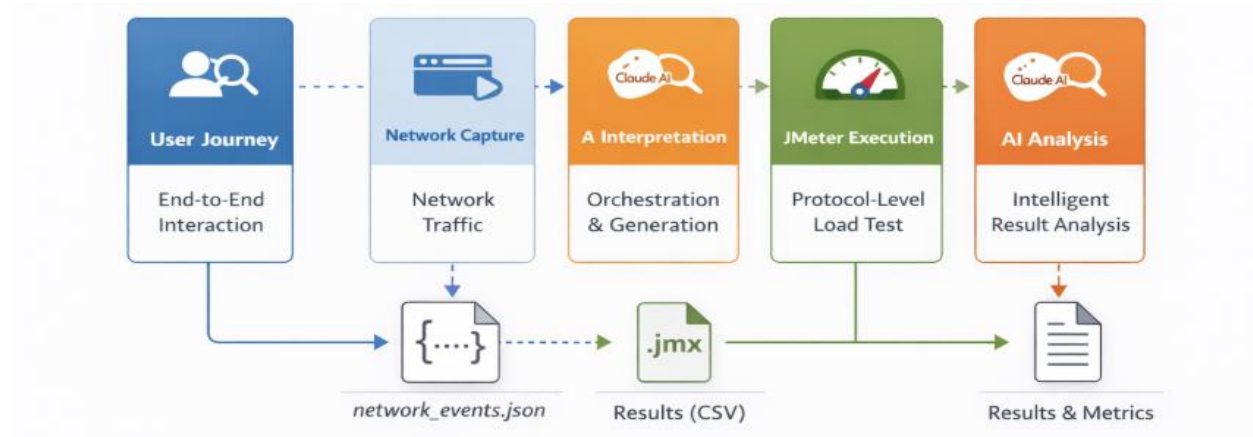 Claude AI
Claude AI
User Journey
Network Capture
A Interpretation
JMeter Execution
AI Analysis
End-to-End
Interaction
Network
Traffic
Orchestration
& Generation
Protocol-Level
Load Test
Intelligent
Result Analysis
{....}
.jmx
network_events.json
Results (CSV)
Results & Metrics